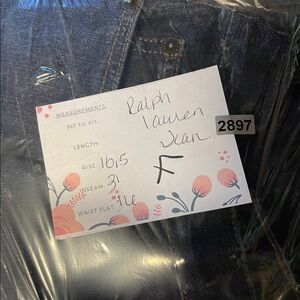 MEASUREMENTS
PIT TO PIT:
LENGTH:
RISE: 10.5
INSEAM: 31
WAIST FLAT: 16
Ralph
Lauren
Jean
2897